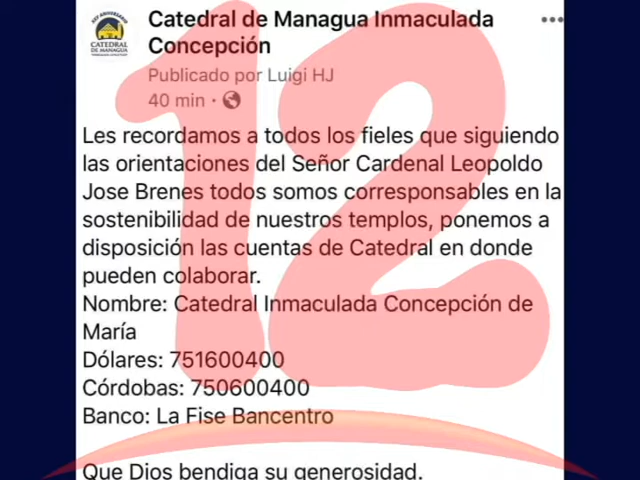 Catedral de Managua Inmaculada
Concepción
Publicado por Luigi HJ
40 min
Les recordamos a todos los fieles que siguiendo
las orientaciones del Señor Cardenal Leopoldo
Jose Brenes todos somos corresponsables en la
sostenibilidad de nuestros templos, ponemos a
disposición las cuentas de Catedral en donde
pueden colaborar.
Nombre: Catedral Inmaculada Concepción de
María
Dólares: 751600400
Córdobas: 750600400
Banco: La Fise Bancentro
Que Dios bendiga su generosidad.
12
CATEDRAL
DE MANAGUA